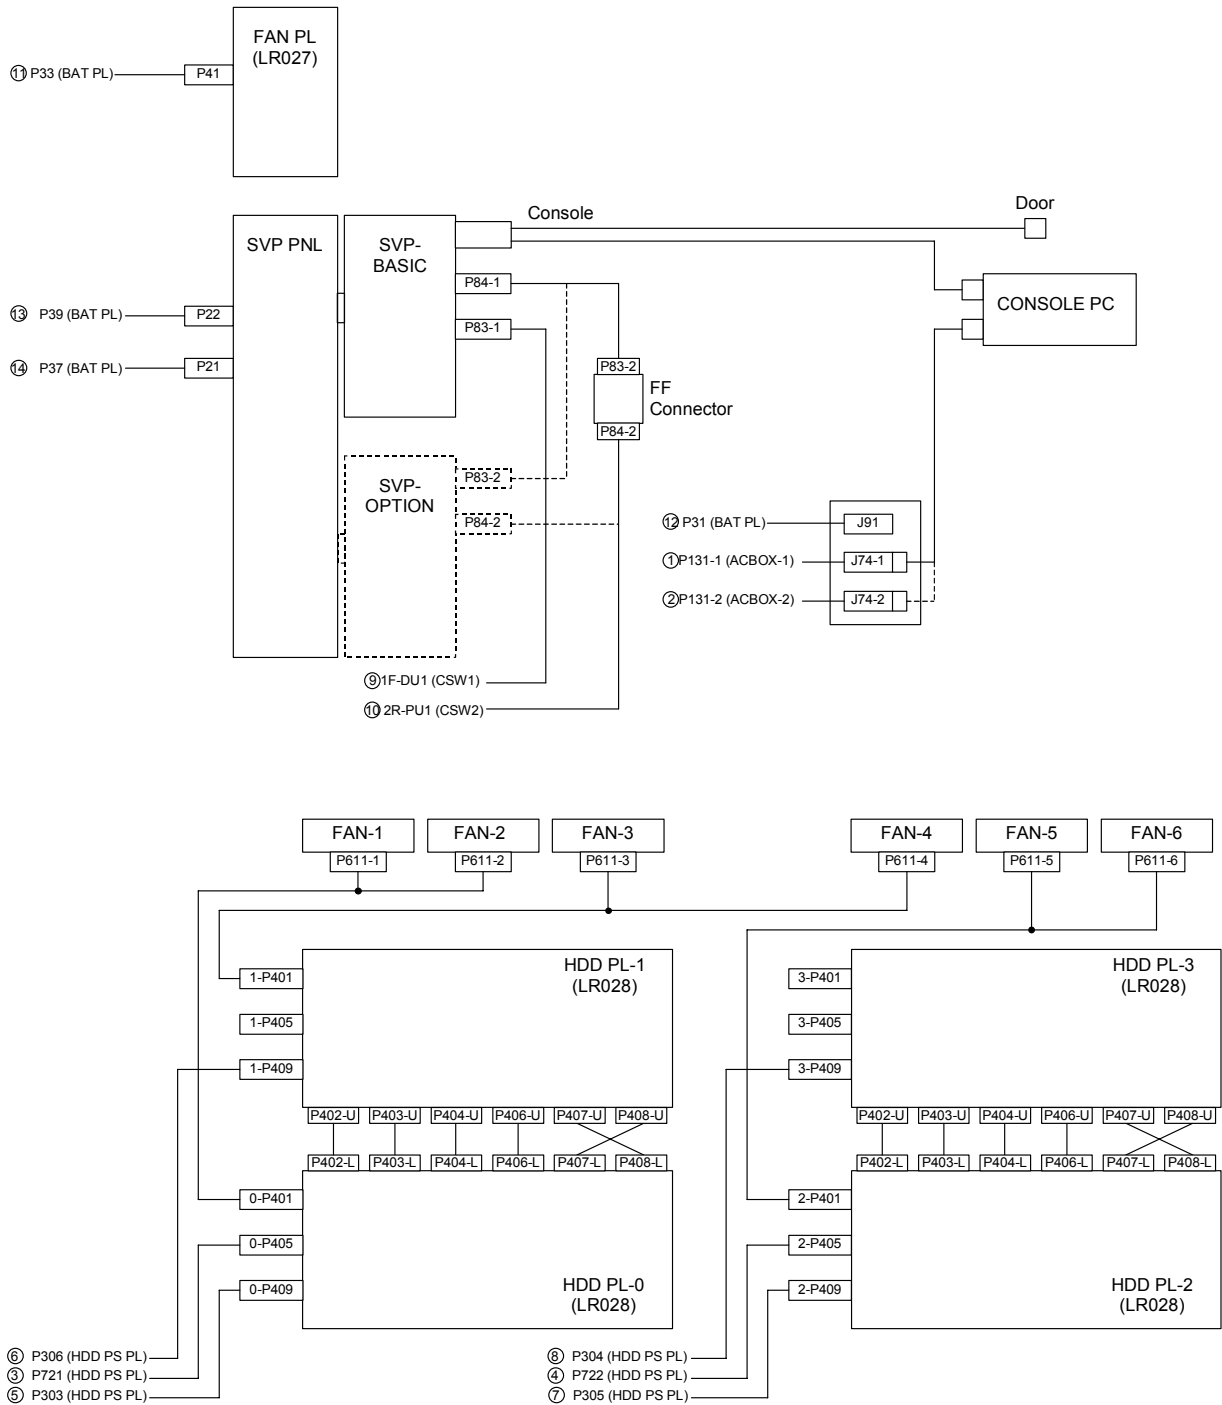 FAN PL
(LR027)
⑪ P33 (BAT PL)
P41
Console
Door
SVP PNL
SVP-
BASIC
P84-1
CONSOLE PC
⑬ P39 (BAT PL)
P22
P83-1
⑭ P37 (BAT PL)
P21
P83-2
FF
Connector
P84-2
SVP-
OPTION
P83-2
P84-2
⑫ P31 (BAT PL)
J91
① P131-1 (ACBOX-1)
J74-1
② P131-2 (ACBOX-2)
J74-2
⑨ 1F-DU1 (CSW1)
⑩ 2R-PU1 (CSW2)
FAN-1 FAN-2 FAN-3 FAN-4 FAN-5 FAN-6
P611-1 P611-2 P611-3 P611-4 P611-5 P611-6
HDD PL-1
(LR028)
1-P401
1-P405
1-P409
P402-U P403-U P404-U P406-U P407-U P408-U
P402-L P403-L P404-L P406-L P407-L P408-L
0-P401
0-P405
0-P409
HDD PL-0
(LR028)
⑥ P306 (HDD PS PL)
③ P721 (HDD PS PL)
⑤ P303 (HDD PS PL)
HDD PL-3
(LR028)
3-P401
3-P405
3-P409
P402-U P403-U P404-U P406-U P407-U P408-U
P402-L P403-L P404-L P406-L P407-L P408-L
2-P401
2-P405
2-P409
HDD PL-2
(LR028)
⑧ P304 (HDD PS PL)
④ P722 (HDD PS PL)
⑦ P305 (HDD PS PL)